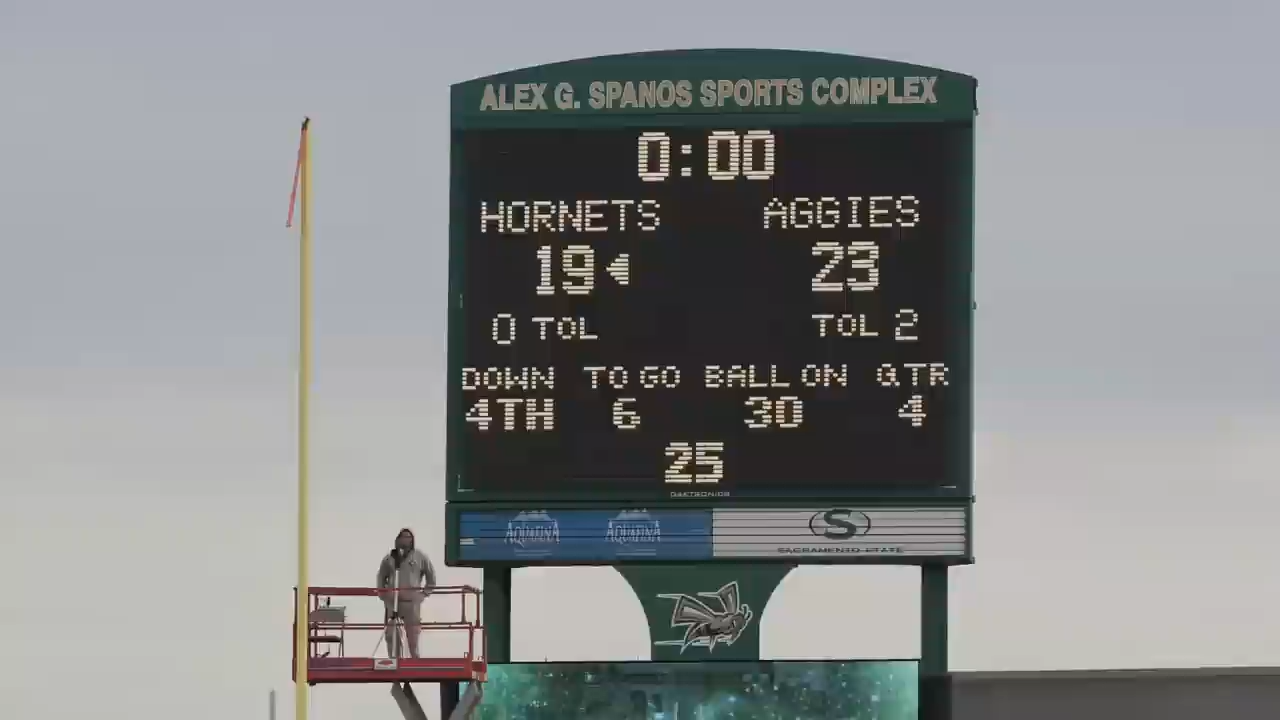 ALEX G. SPANOS SPORTS COMPLEX
0:00
HORNETS AGGIES
19 23
0 TOL TOL 2
DOWN TO GO BALL ON QTR
4TH 6 30 4
25
DAKTRONICS
AQUAFINA AQUAFINA S
SACRAMENTO STATE